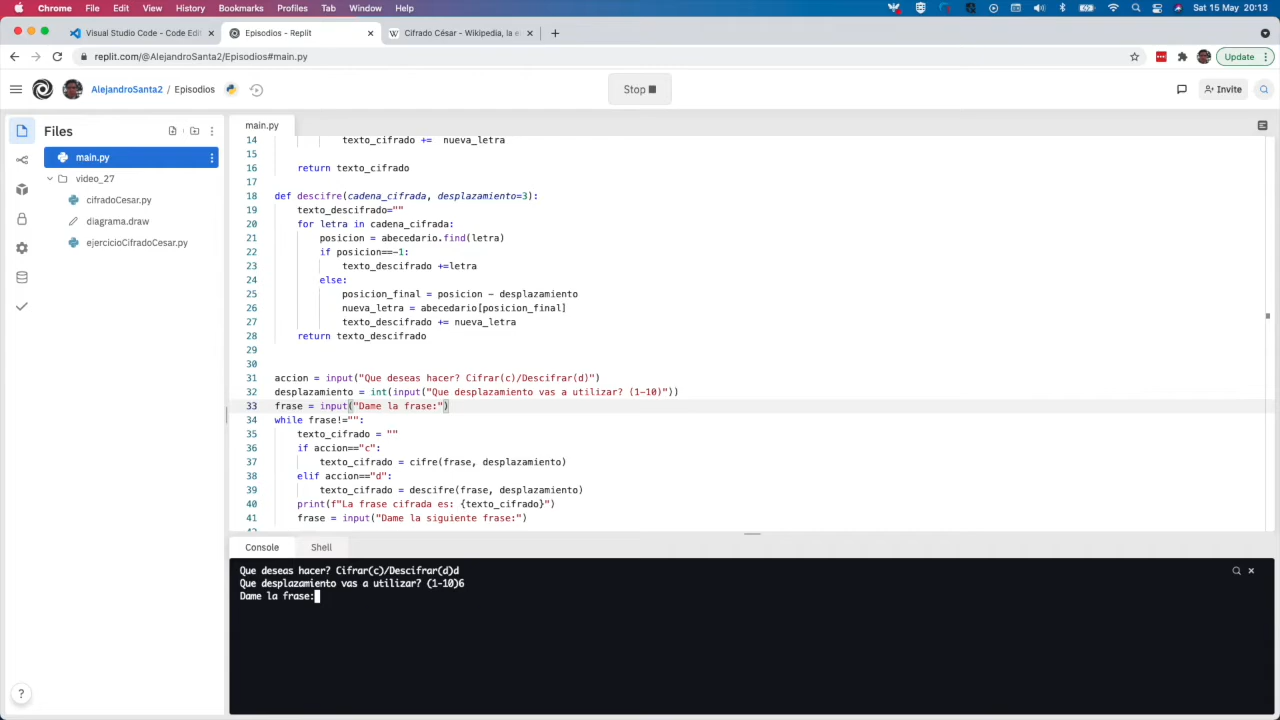 Chrome File Edit View History Bookmarks Profiles Tab Window Help Sat 15 May 20:13
Visual Studio Code - Code Edit Episodios - Replit Cifrado César - Wikipedia, la e
replit.com/@AlejandroSanta2/Episodios#main.py Update
AlejandroSanta2 / Episodios Stop Invite
Files
main.py
video_27
cifradoCesar.py
diagrama.draw
ejercicioCifradoCesar.py
main.py
14 texto_cifrado += nueva_letra
15
16 return texto_cifrado
17
18 def descifre(cadena_cifrada, desplazamiento=3):
19 texto_descifrado=""
20 for letra in cadena_cifrada:
21 posicion = abecedario.find(letra)
22 if posicion==-1:
23 texto_descifrado +=letra
24 else:
25 posicion_final = posicion - desplazamiento
26 nueva_letra = abecedario[posicion_final]
27 texto_descifrado += nueva_letra
28 return texto_descifrado
29
30
31 accion = input("Que deseas hacer? Cifrar(c)/Descifrar(d)")
32 desplazamiento = int(input("Que desplazamiento vas a utilizar? (1-10)"))
33 frase = input("Dame la frase:")
34 while frase!="":
35 texto_cifrado = ""
36 if accion=="c":
37 texto_cifrado = cifre(frase, desplazamiento)
38 elif accion=="d":
39 texto_cifrado = descifre(frase, desplazamiento)
40 print(f"La frase cifrada es: {texto_cifrado}")
41 frase = input("Dame la siguiente frase:")
Console Shell
Que deseas hacer? Cifrar(c)/Descifrar(d)d
Que desplazamiento vas a utilizar? (1-10)6
Dame la frase:
?